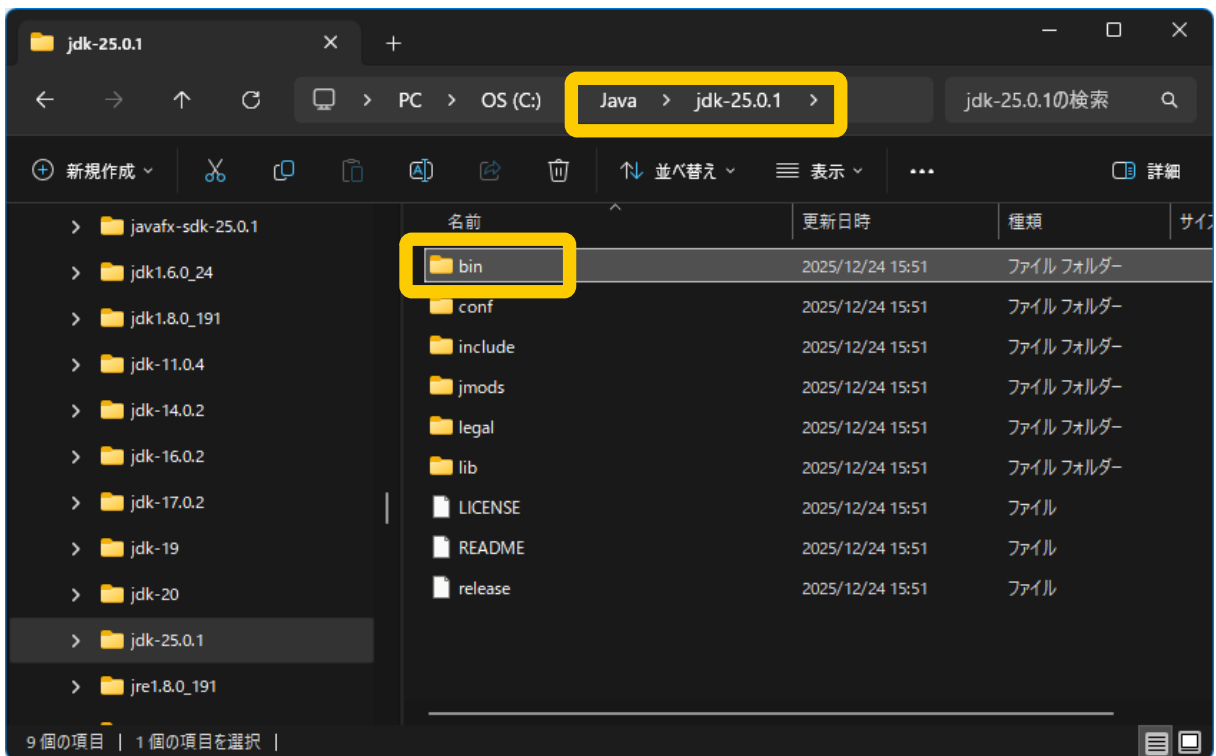 jdk-25.0.1
PC > OS (C:) Java > jdk-25.0.1 > jdk-25.0.1の検索
新規作成 並べ替え 表示 ... 詳細
javafx-sdk-25.0.1
jdk1.6.0_24
jdk1.8.0_191
jdk-11.0.4
jdk-14.0.2
jdk-16.0.2
jdk-17.0.2
jdk-19
jdk-20
jdk-25.0.1
jre1.8.0_191
名前 更新日時 種類 サイズ
bin 2025/12/24 15:51 ファイル フォルダー
conf 2025/12/24 15:51 ファイル フォルダー
include 2025/12/24 15:51 ファイル フォルダー
jmods 2025/12/24 15:51 ファイル フォルダー
legal 2025/12/24 15:51 ファイル フォルダー
lib 2025/12/24 15:51 ファイル フォルダー
LICENSE 2025/12/24 15:51 ファイル
README 2025/12/24 15:51 ファイル
release 2025/12/24 15:51 ファイル
9 個の項目 | 1 個の項目を選択 |